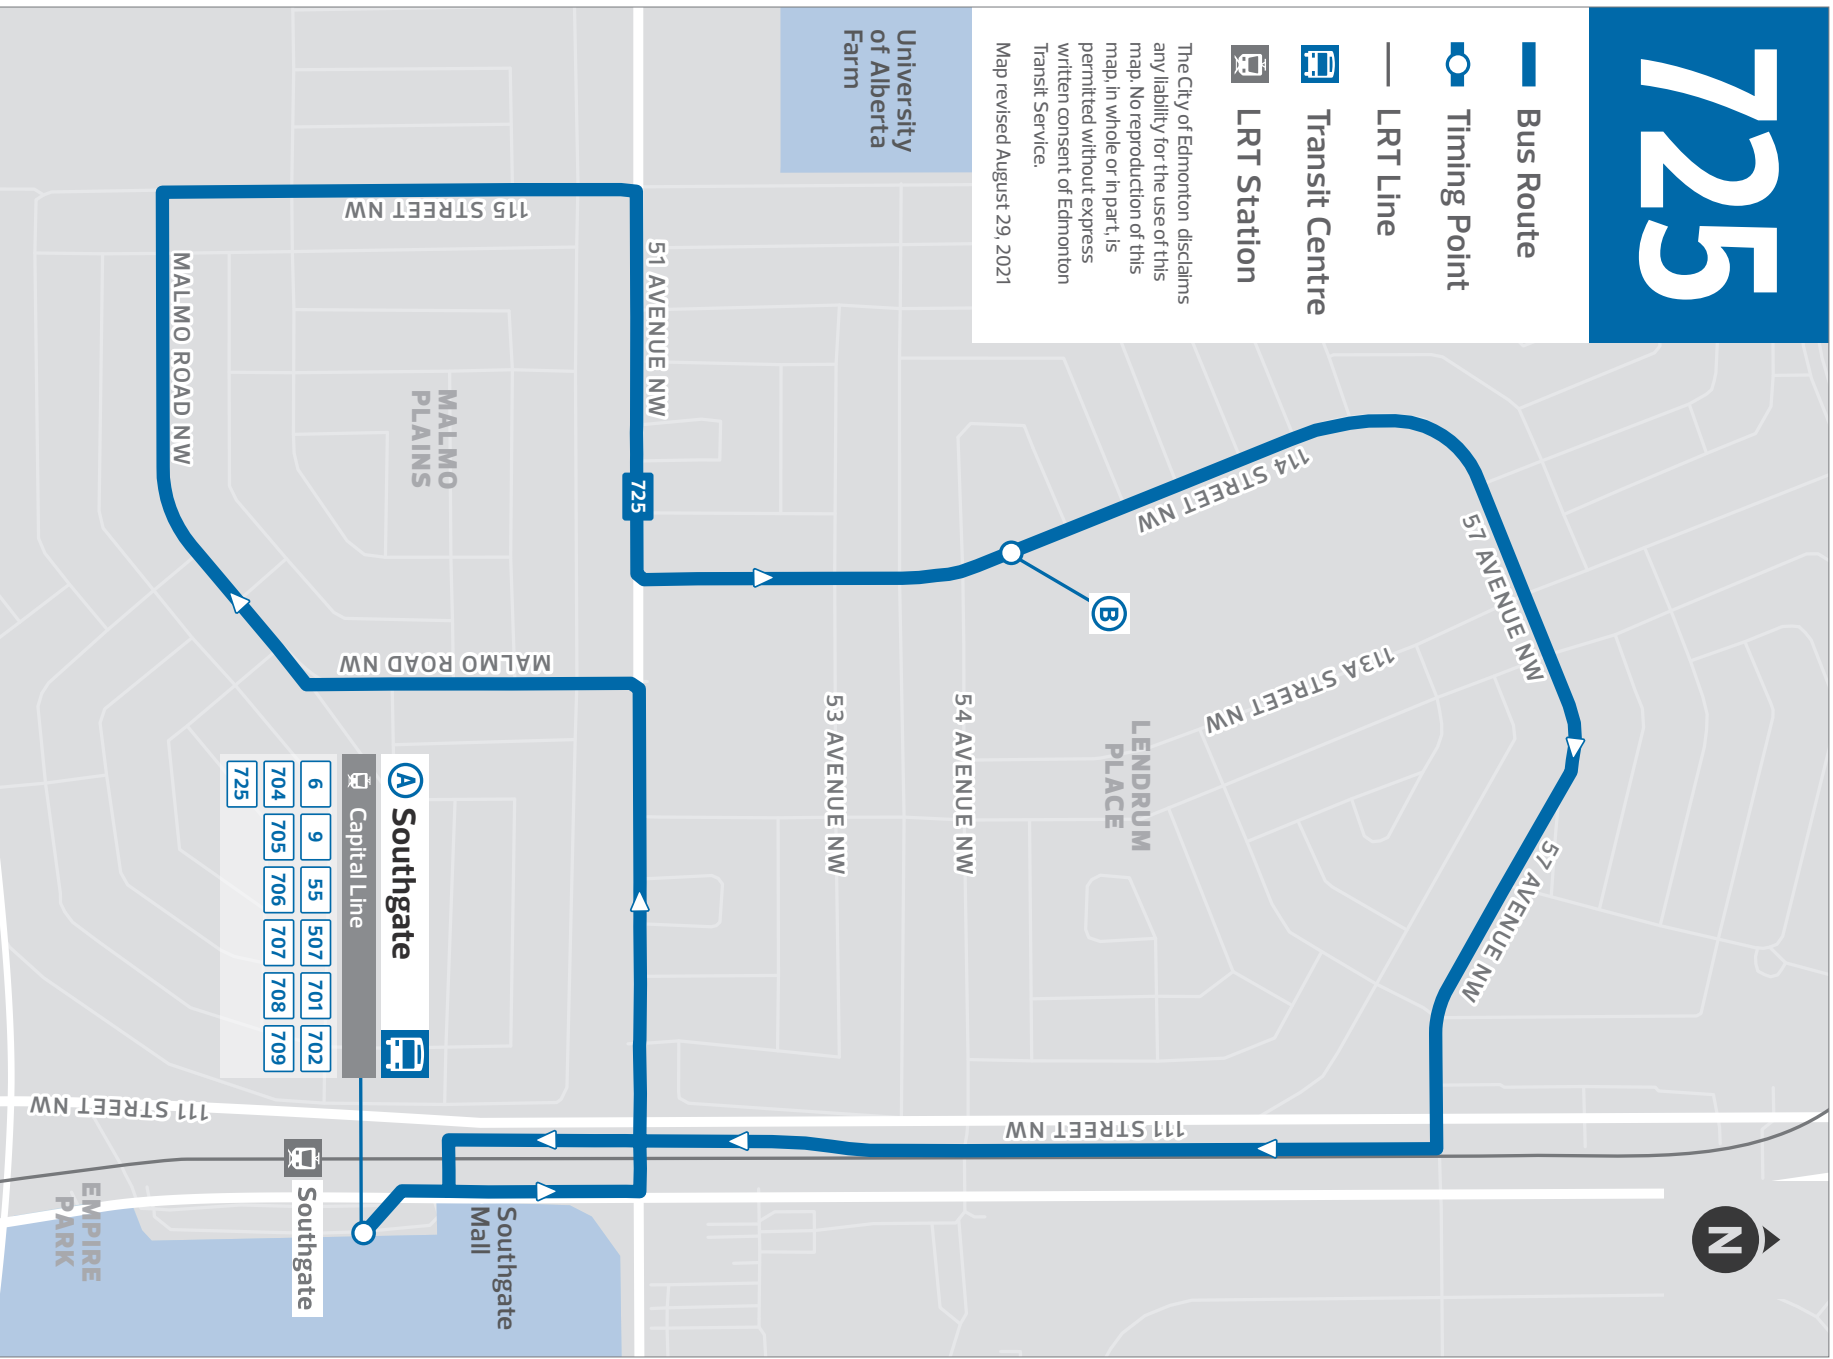 725
Bus Route
Timing Point
LRT Line
Transit Centre
LRT Station
The City of Edmonton disclaims
any liability for the use of this
map. No reproduction of this
map, in whole or in part, is
permitted without express
written consent of Edmonton
Transit Service.
Map revised August 29, 2021
University
of Alberta
Farm
57 AVENUE NW
57 AVENUE NW
114 STREET NW
113A STREET NW
B
LENDRUM
PLACE
54 AVENUE NW
53 AVENUE NW
111 STREET NW
51 AVENUE NW
725
115 STREET NW
MALMO
PLAINS
MALMO ROAD NW
MALMO ROAD NW
A Southgate
Capital Line
6 9 55 507 701 702
704 705 706 707 708 709
725
111 STREET NW
Southgate
Mall
Southgate
EMPIRE
PARK
N